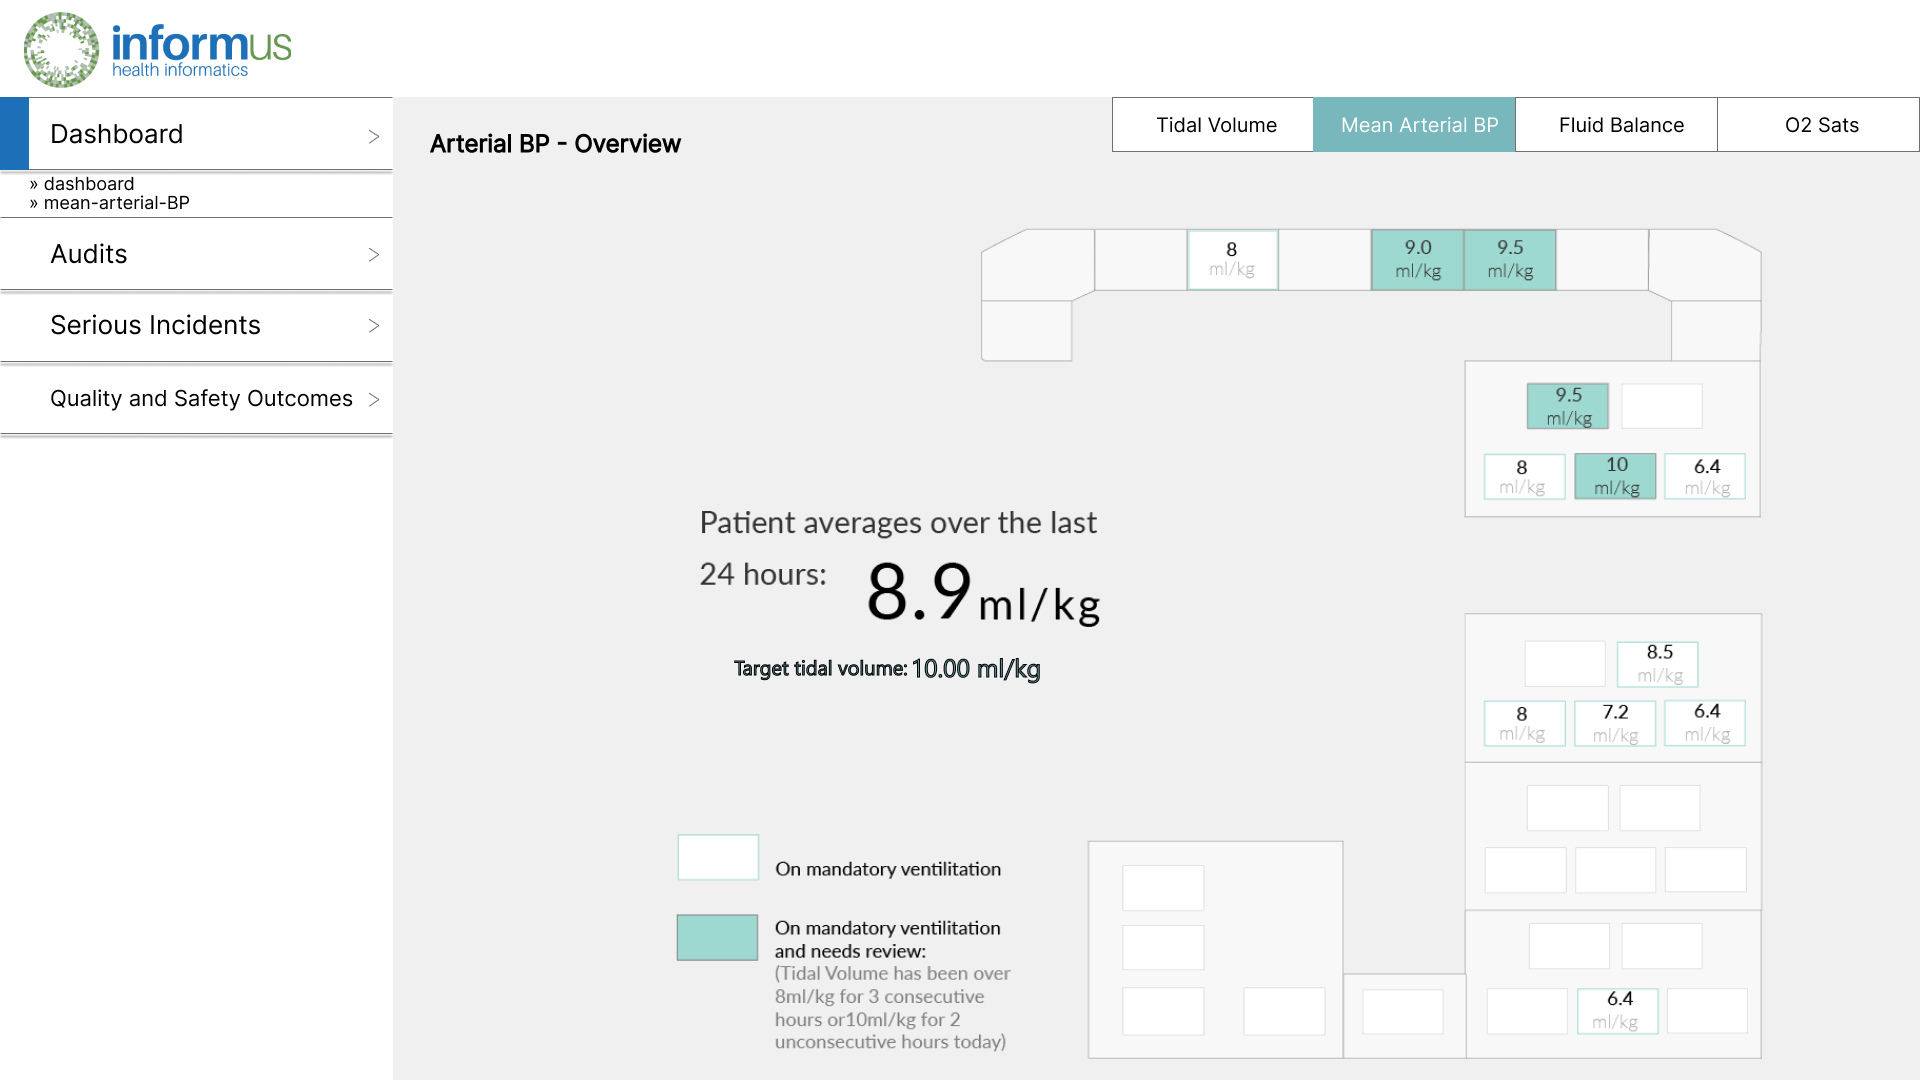 informus
health informatics
Dashboard >
» dashboard
» mean-arterial-BP
Audits >
Serious Incidents >
Quality and Safety Outcomes >
Arterial BP - Overview
Tidal Volume
Mean Arterial BP
Fluid Balance
O2 Sats
8
ml/kg
9.0
ml/kg
9.5
ml/kg
9.5
ml/kg
8
ml/kg
10
ml/kg
6.4
ml/kg
Patient averages over the last
24 hours: 8.9 ml/kg
Target tidal volume: 10.00 ml/kg
8.5
ml/kg
8
ml/kg
7.2
ml/kg
6.4
ml/kg
On mandatory ventilitation
On mandatory ventilitation
and needs review:
(Tidal Volume has been over
8ml/kg for 3 consecutive
hours or10ml/kg for 2
unconsecutive hours today)
6.4
ml/kg